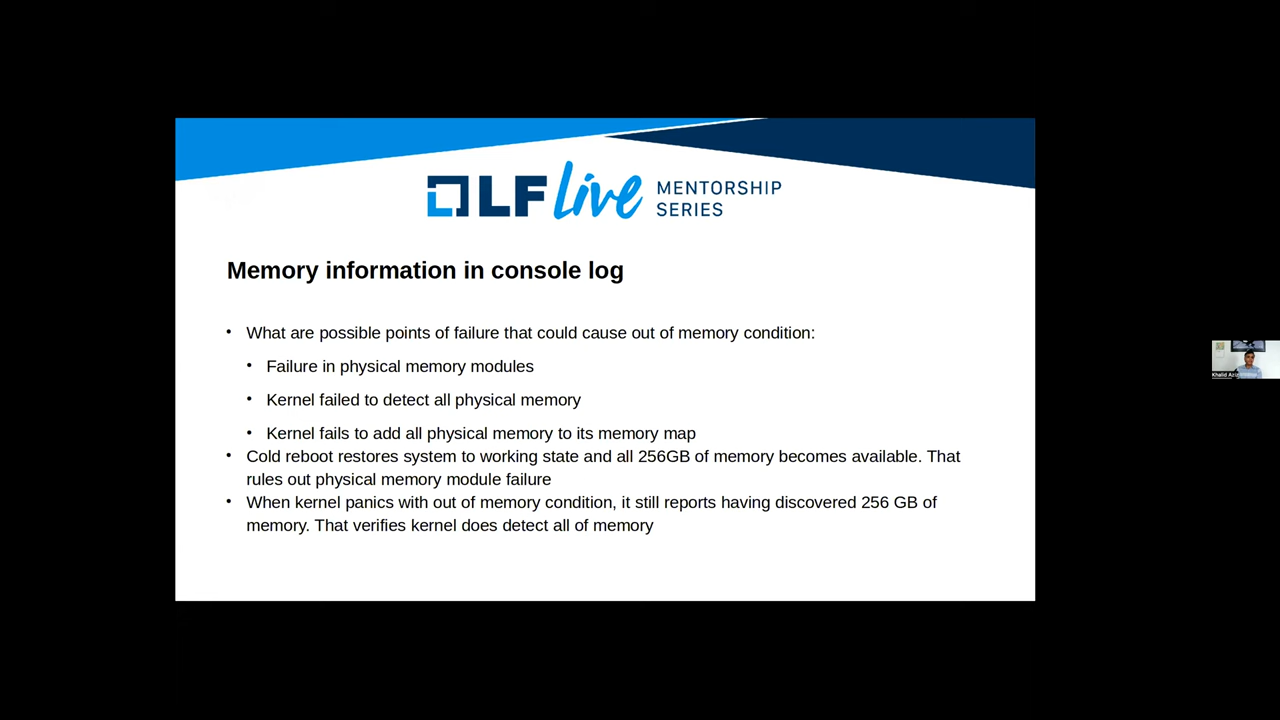 LF live MENTORSHIP
SERIES
Memory information in console log
• What are possible points of failure that could cause out of memory condition:
• Failure in physical memory modules
• Kernel failed to detect all physical memory
• Kernel fails to add all physical memory to its memory map
• Cold reboot restores system to working state and all 256GB of memory becomes available. That
rules out physical memory module failure
• When kernel panics with out of memory condition, it still reports having discovered 256 GB of
memory. That verifies kernel does detect all of memory
Khalid Aziz